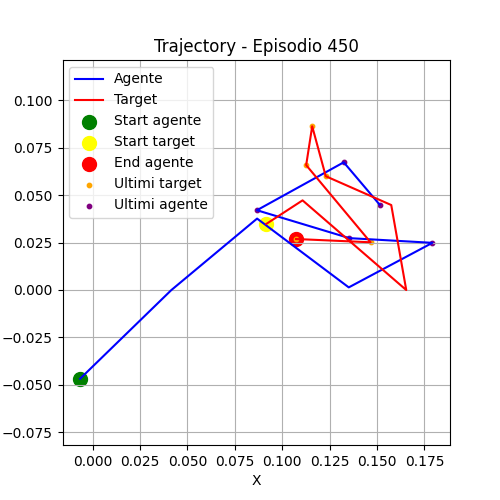 Trajectory - Episodio 450
Agente
Target
Start agente
Start target
End agente
Ultimi target
Ultimi agente
0.100
0.075
0.050
0.025
0.000
−0.025
−0.050
−0.075
0.000 0.025 0.050 0.075 0.100 0.125 0.150 0.175
X